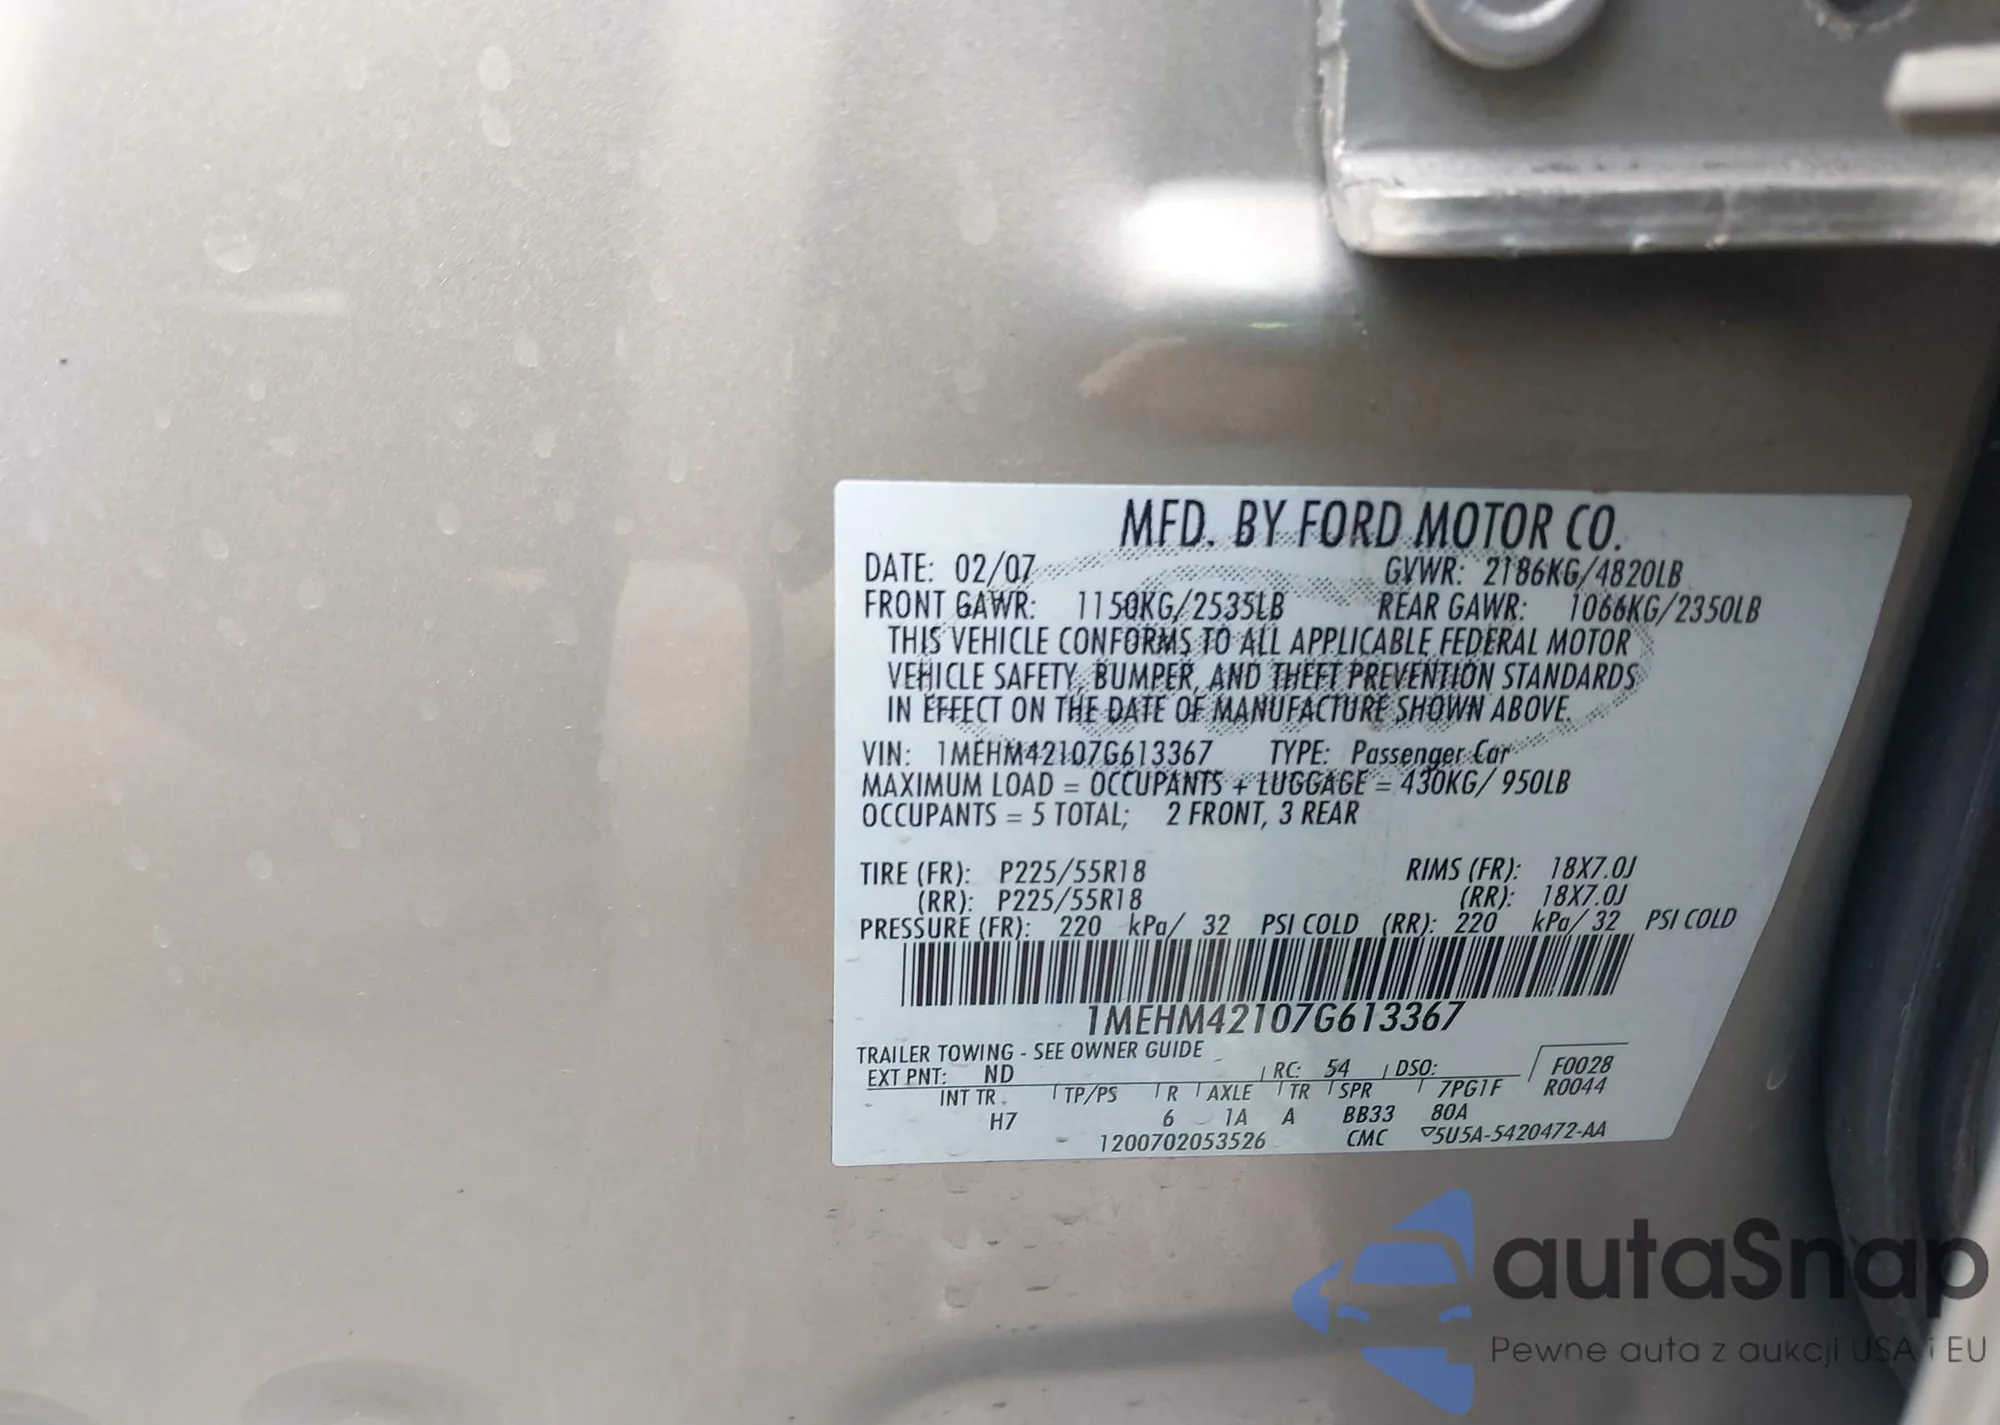 MFD. BY FORD MOTOR CO.
DATE: 02/07 GVWR: 2186KG/4820LB
FRONT GAWR: 1150KG/2535LB REAR GAWR: 1066KG/2350LB
THIS VEHICLE CONFORMS TO ALL APPLICABLE FEDERAL MOTOR
VEHICLE SAFETY, BUMPER, AND THEFT PREVENTION STANDARDS
IN EFFECT ON THE DATE OF MANUFACTURE SHOWN ABOVE.
VIN: 1MEHM42107G613367 TYPE: Passenger Car
MAXIMUM LOAD = OCCUPANTS + LUGGAGE = 430KG/ 950LB
OCCUPANTS = 5 TOTAL; 2 FRONT, 3 REAR
TIRE (FR): P225/55R18 RIMS (FR): 18X7.0J
(RR): P225/55R18 (RR): 18X7.0J
PRESSURE (FR): 220 kPa/ 32 PSI COLD (RR): 220 kPa/ 32 PSI COLD
1MEHM42107G613367
TRAILER TOWING - SEE OWNER GUIDE
EXT PNT: ND RC: 54 DSO: F0028
INT TR TP/PS R AXLE TR SPR 7PG1F R0044
H7 6 1A A BB33 80A
1200702053526 CMC ▽5U5A-5420472-AA
autaSnap
Pewne auta z aukcji USA i EU